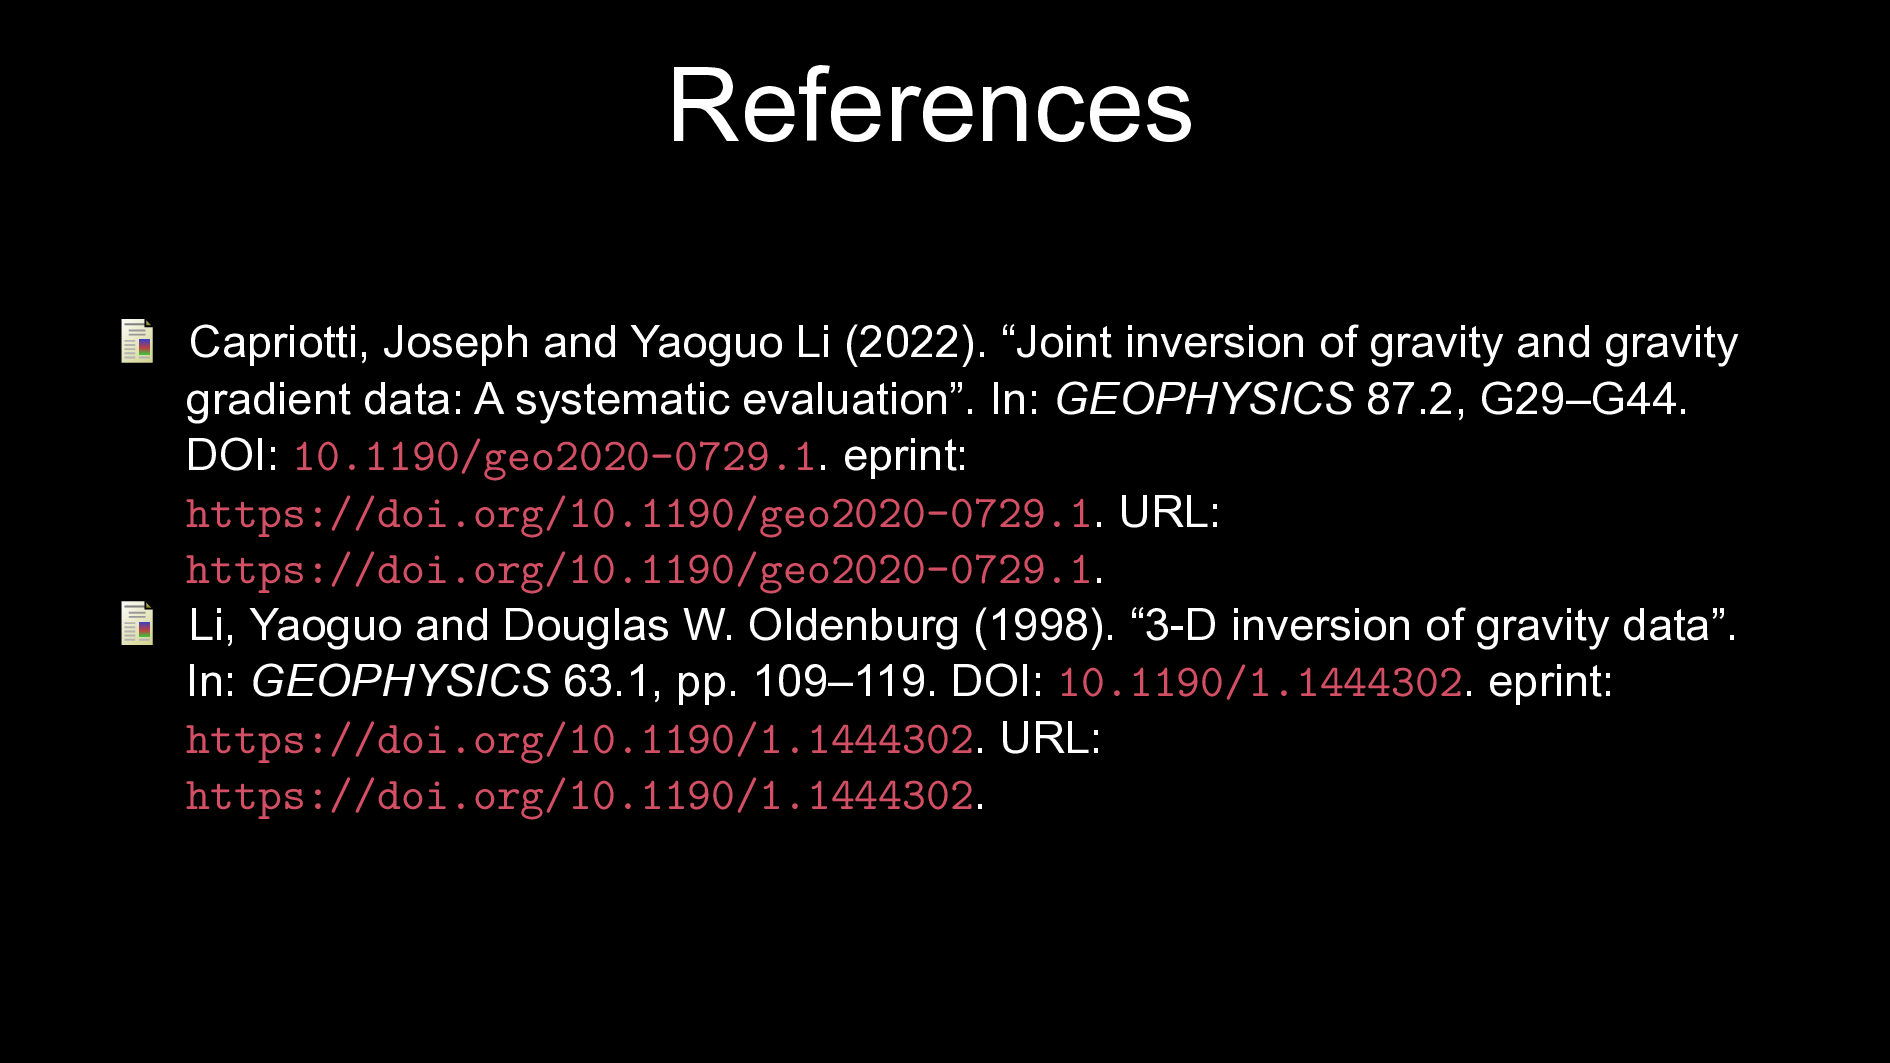 References
Capriotti, Joseph and Yaoguo Li (2022). “Joint inversion of gravity and gravity
gradient data: A systematic evaluation”. In: GEOPHYSICS 87.2, G29–G44.
DOI: 10.1190/geo2020-0729.1. eprint:
https://doi.org/10.1190/geo2020-0729.1. URL:
https://doi.org/10.1190/geo2020-0729.1.
Li, Yaoguo and Douglas W. Oldenburg (1998). “3-D inversion of gravity data”.
In: GEOPHYSICS 63.1, pp. 109–119. DOI: 10.1190/1.1444302. eprint:
https://doi.org/10.1190/1.1444302. URL:
https://doi.org/10.1190/1.1444302.